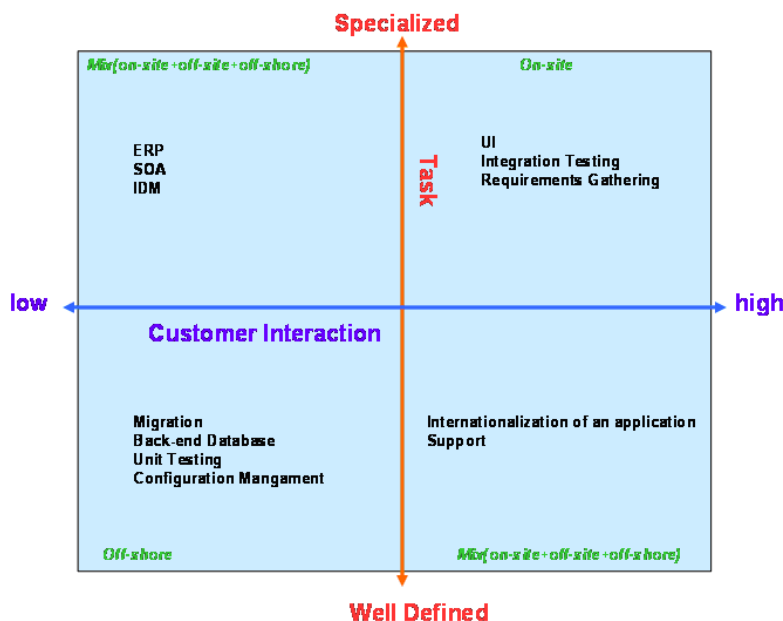 Specialized
Mix(on-site+off-site+off-shore)
On-site
ERP
SOA
IDM
UI
Integration Testing
Requirements Gathering
Task
low
high
Customer Interaction
Migration
Back-end Database
Unit Testing
Configuration Mangament
Internationalization of an application
Support
Off-shore
Mix(on-site+off-site+off-shore)
Well Defined